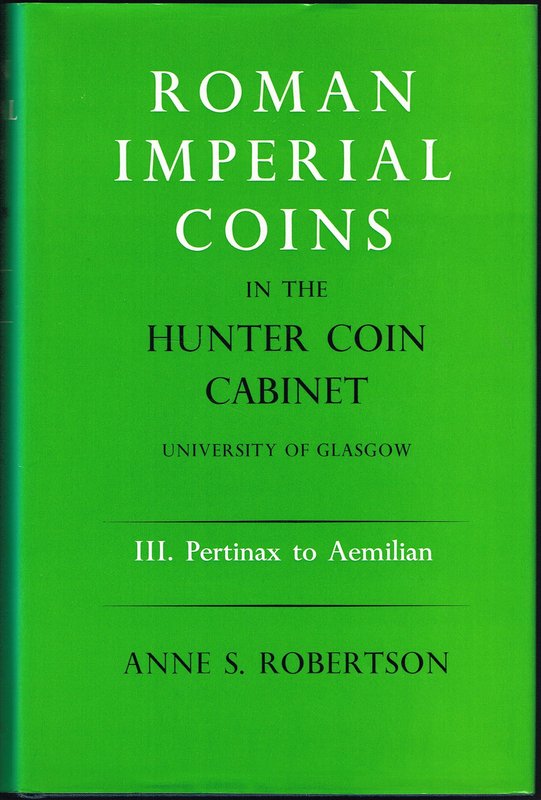 ROMAN
IMPERIAL
COINS
IN THE
HUNTER COIN
CABINET
UNIVERSITY OF GLASGOW
III. Pertinax to Aemilian
ANNE S. ROBERTSON